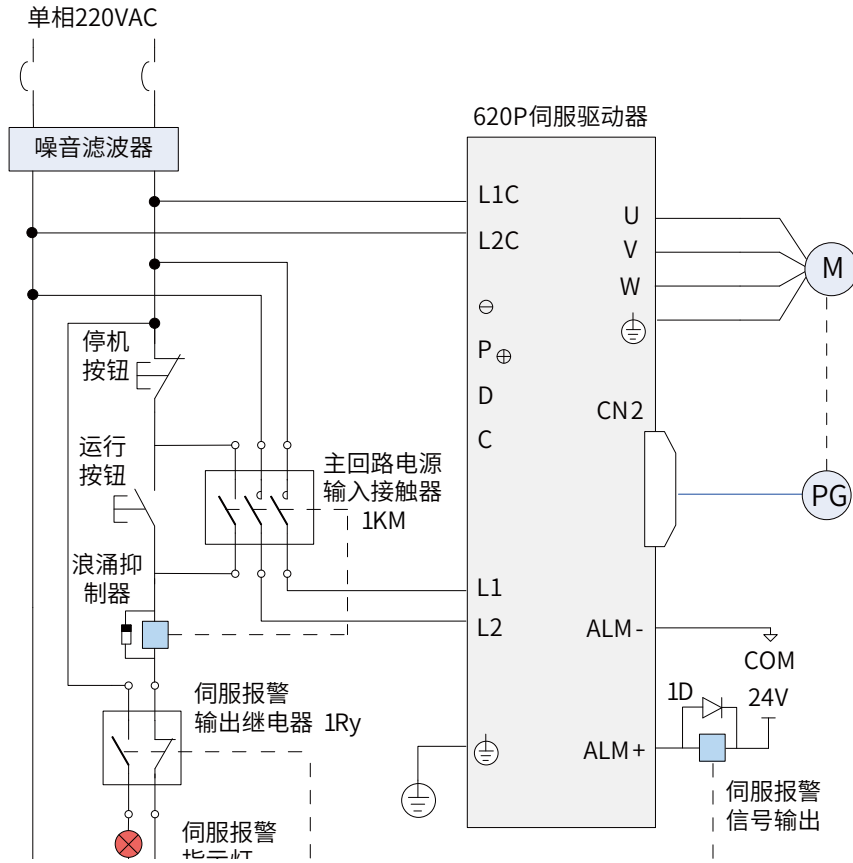 单相220VAC
620P伺服驱动器
噪音滤波器
L1C
U
L2C
V
M
W
⊖
停机
按钮
P⊕
D
CN2
C
运行
按钮
主回路电源
输入接触器
1KM
PG
浪涌抑
制器
L1
L2
ALM-
COM
伺服报警
输出继电器 1Ry
1D
24V
ALM+
伺服报警
信号输出
伺服报警
指示灯